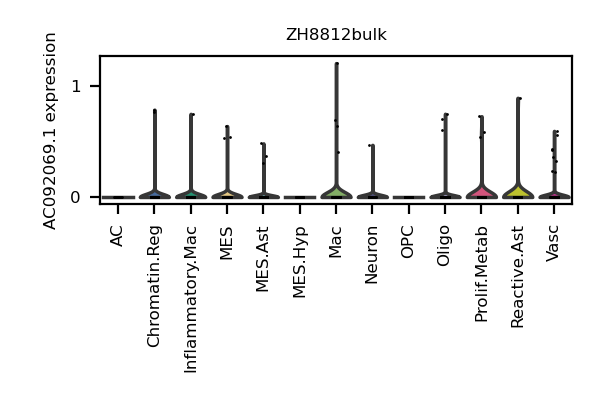 ZH8812bulk
AC092069.1 expression
1
0
AC
Chromatin.Reg
Inflammatory.Mac
MES
MES.Ast
MES.Hyp
Mac
Neuron
OPC
Oligo
Prolif.Metab
Reactive.Ast
Vasc